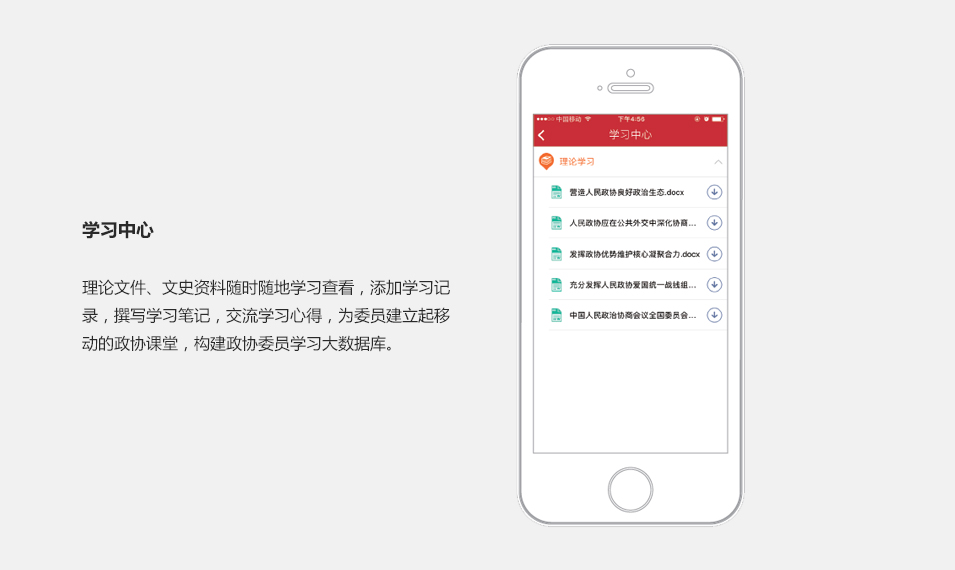 学习中心
理论文件、文史资料随时随地学习查看，添加学习记
录，撰写学习笔记，交流学习心得，为委员建立起移
动的政协课堂，构建政协委员学习大数据库。
中国移动 下午4:56
学习中心
理论学习
营造人民政协良好政治生态.docx
人民政协应在公共外交中深化协商...
发挥政协优势维护核心凝聚合力.docx
充分发挥人民政协爱国统一战线组...
中国人民政治协商会议全国委员会...